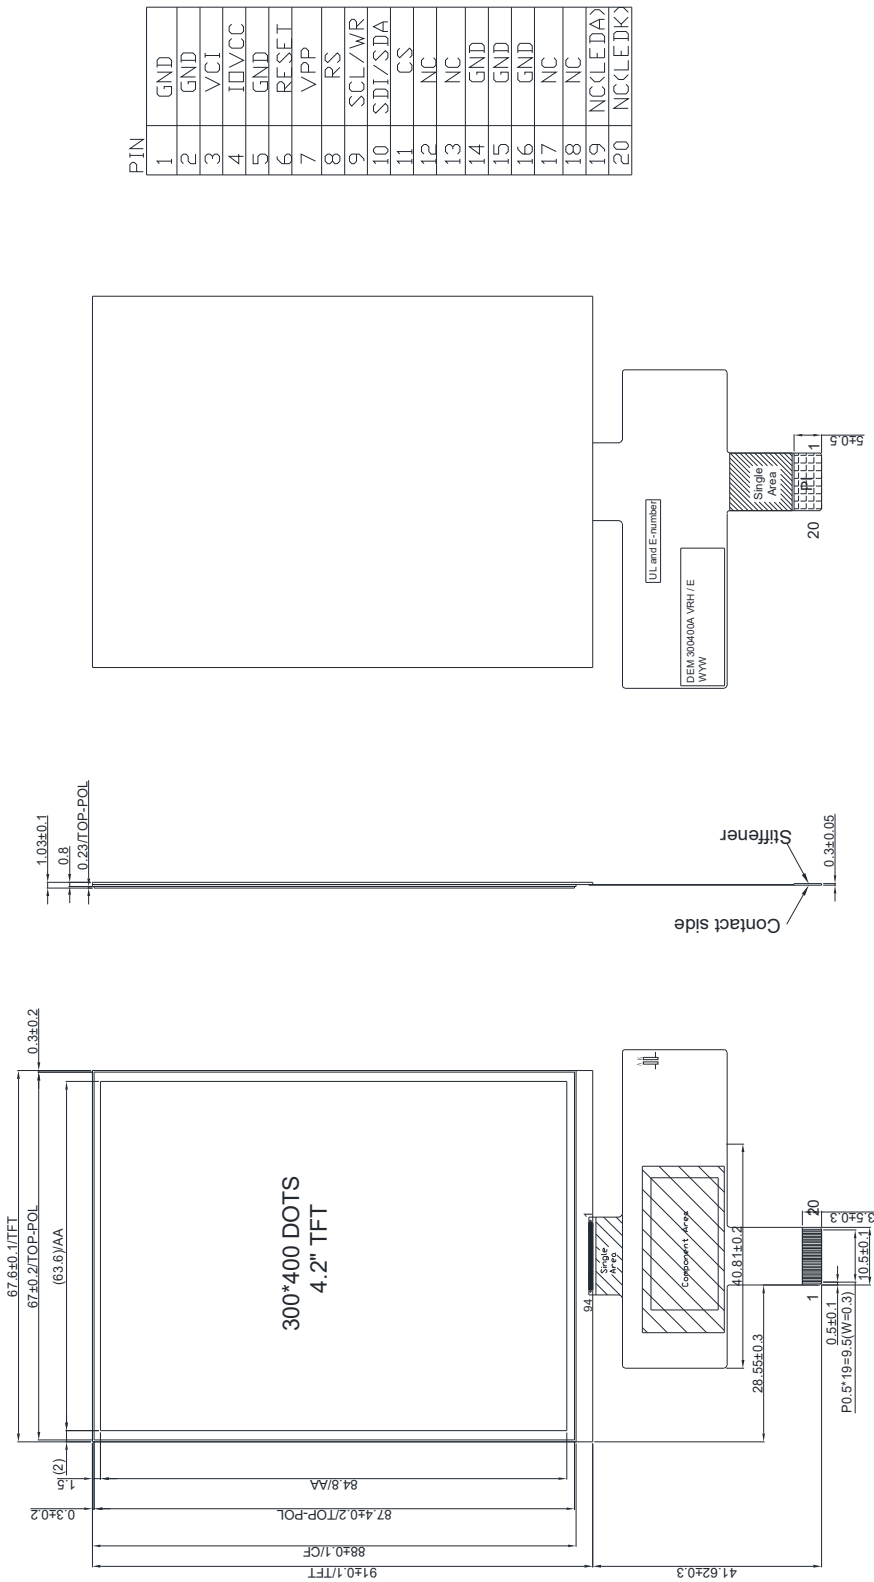 PIN
1 GND
2 GND
3 VCI
4 IOVCC
5 GND
6 RESET
7 VPP
8 RS
9 SCL/WR
10 SDI/SDA
11 CS
12 NC
13 NC
14 GND
15 GND
16 GND
17 NC
18 NC
19 NC(LEDA)
20 NC(LEDK)
UL and E-number
DEM 300400A VRH / E
WYW
Single
Area
PI
1
20
5±0.5
1.03±0.1
0.8
0.23/TOP-POL
Stiffener
Contact side
0.3±0.05
67.6±0.1/TFT
67±0.2/TOP-POL
(63.6)/AA
0.3±0.2
(2)
1.5
0.3±0.2
84.8/AA
87.4±0.2/TOP-POL
88±0.1/CF
91±0.1/TFT
41.62±0.3
300*400 DOTS
4.2" TFT
94
1
Single
Area
Component Area
40.81±0.2
28.55±0.3
1
20
3.5±0.3
10.5±0.1
0.5±0.1
P0.5*19=9.5(W=0.3)